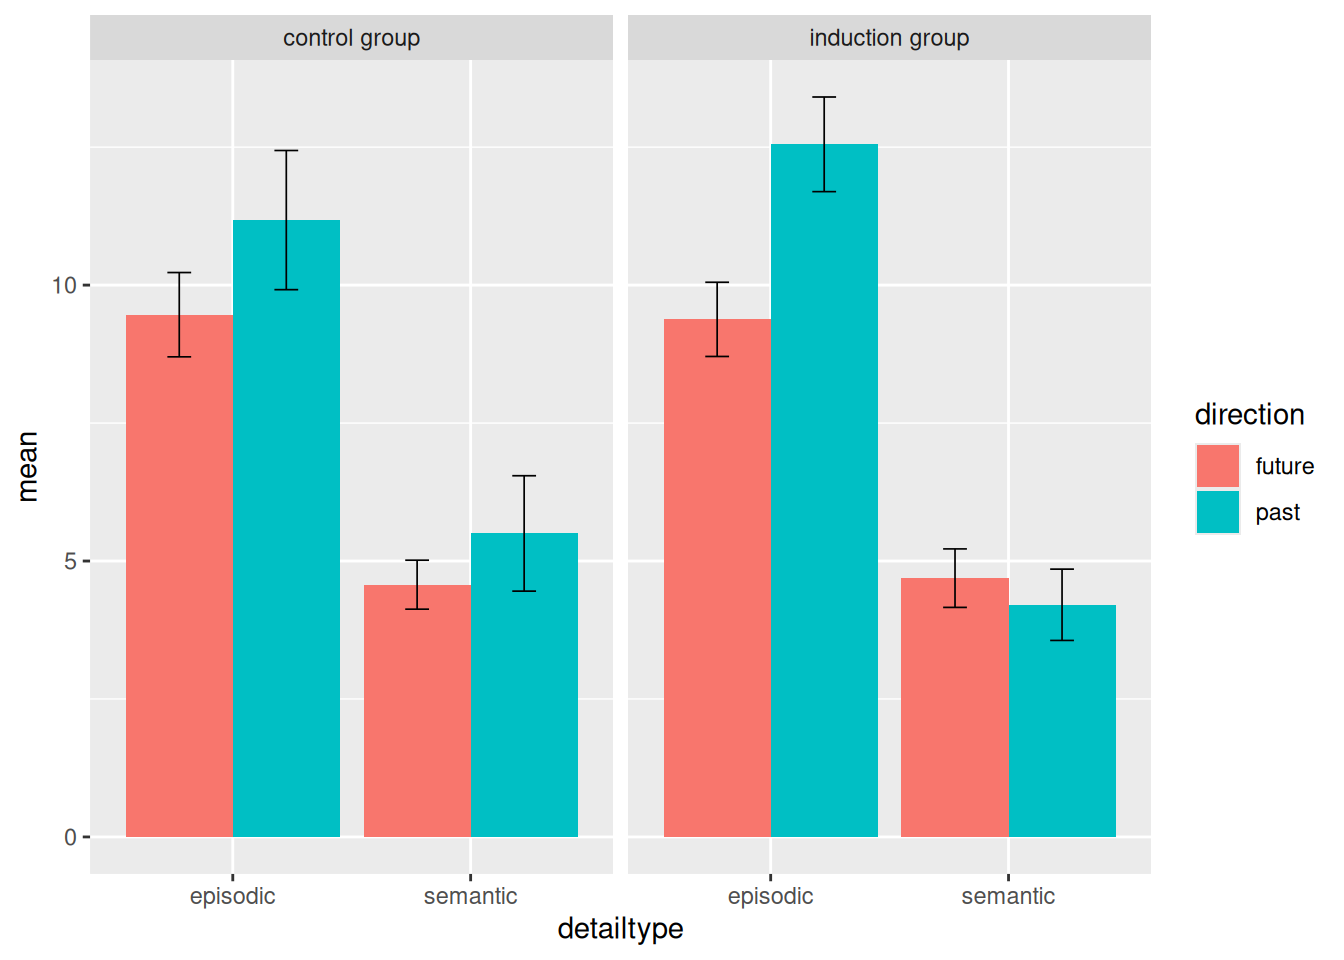 control group
induction group
10
5
0
mean
episodic
semantic
episodic
semantic
detailtype
direction
future
past